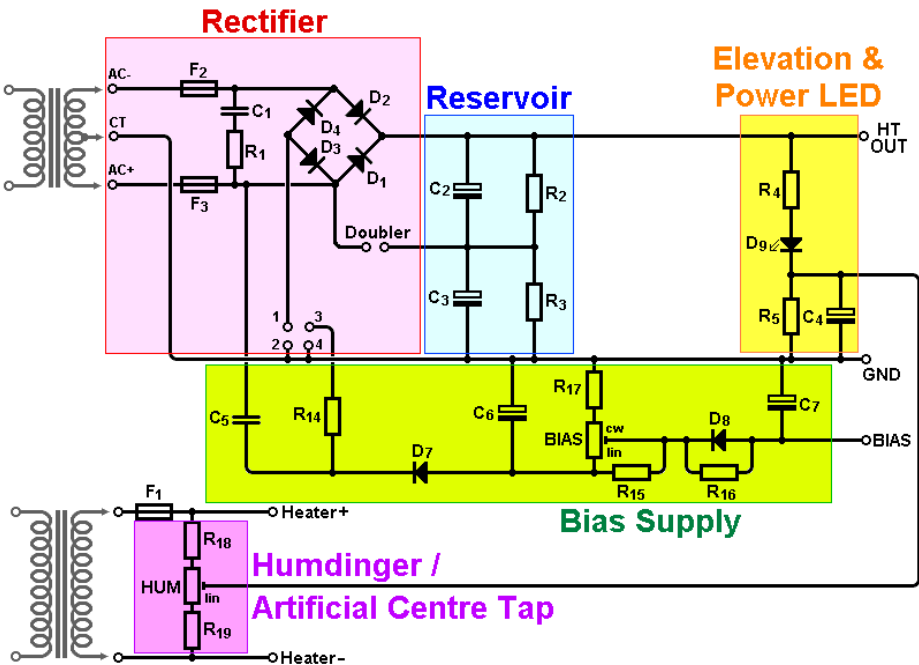 Rectifier
Elevation &
Power LED
Reservoir
AC-
F2
C1
D2
D4
CT
D3
R1
HT
OUT
AC+
D1
F3
R4
C2
R2
Doubler
D9
C3
R3
R5
C4
1
3
2
4
GND
R17
C7
C5
R14
C6
D8
cw
BIAS
lin
BIAS
D7
R15
R16
F1
Heater+
Bias Supply
R18
HUM
lin
Humdinger /
Artificial Centre Tap
R19
Heater-